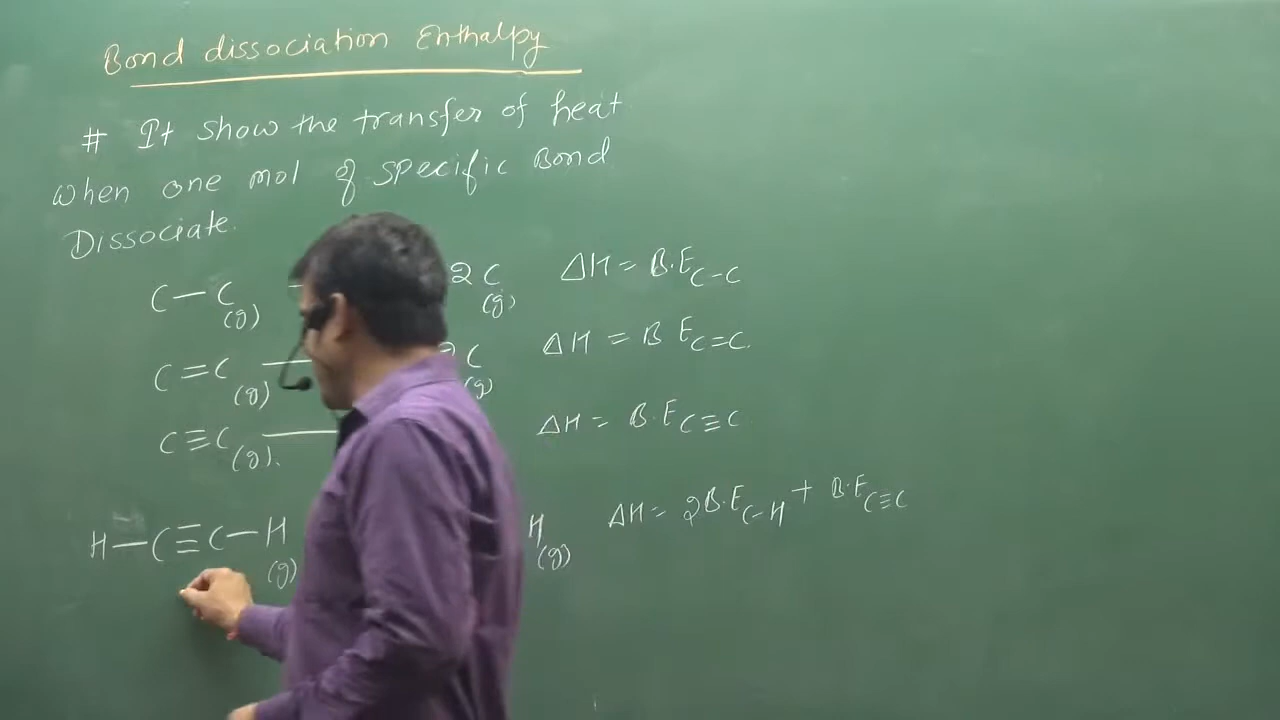 Bond dissociation Enthalpy
# It show the transfer of heat
when one mol of specific Bond
Dissociate.
C－C(g) — 2C(g) ΔH = B.E C-C
C=C(g) — C(g) ΔH = B E C=C.
C≡C(g). — ΔH = B.E C≡C
H－C≡C－H(g) H(g) ΔH = 2B.E C-H + B.E C≡C